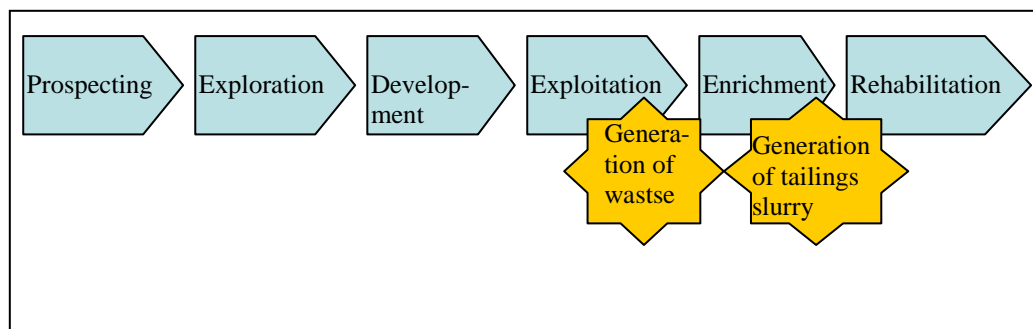 Prospecting
Exploration
Develop-
ment
Exploitation
Enrichment
Rehabilitation
Genera-
tion of
wastse
Generation
of tailings
slurry